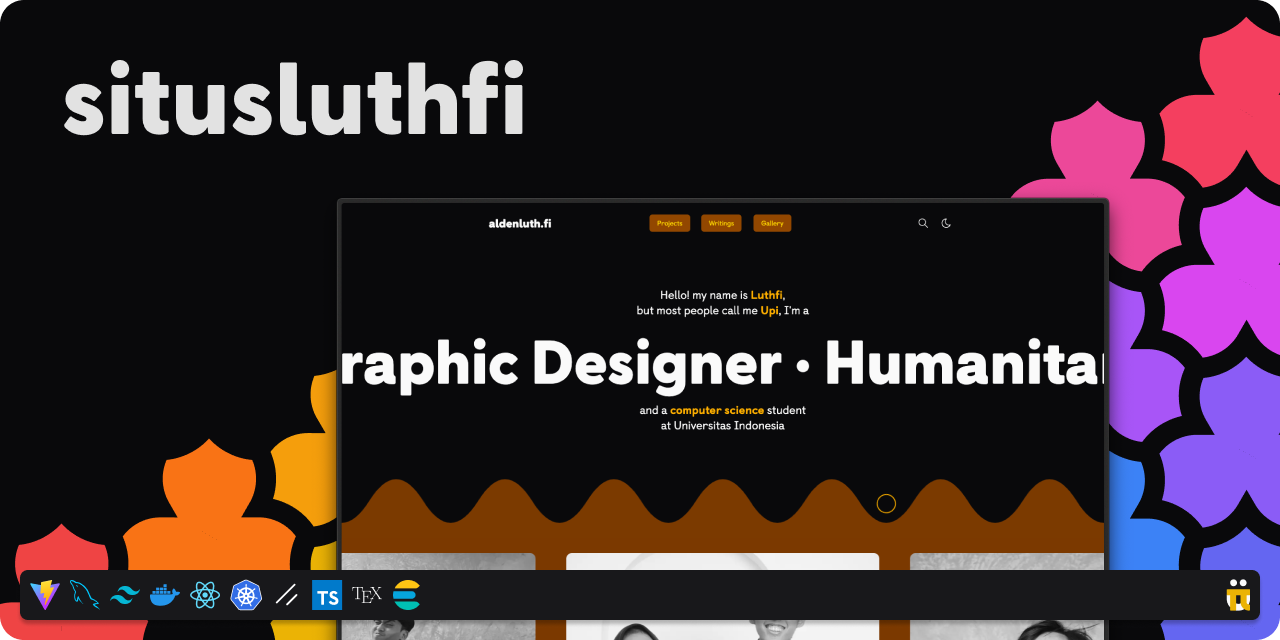 situsluthfi
aldenluth.fi
Projects
Writings
Gallery
Hello! my name is Luthfi,
but most people call me Upi, I'm a
raphic Designer • Humanita
and a computer science student
at Universitas Indonesia
TS
TEX